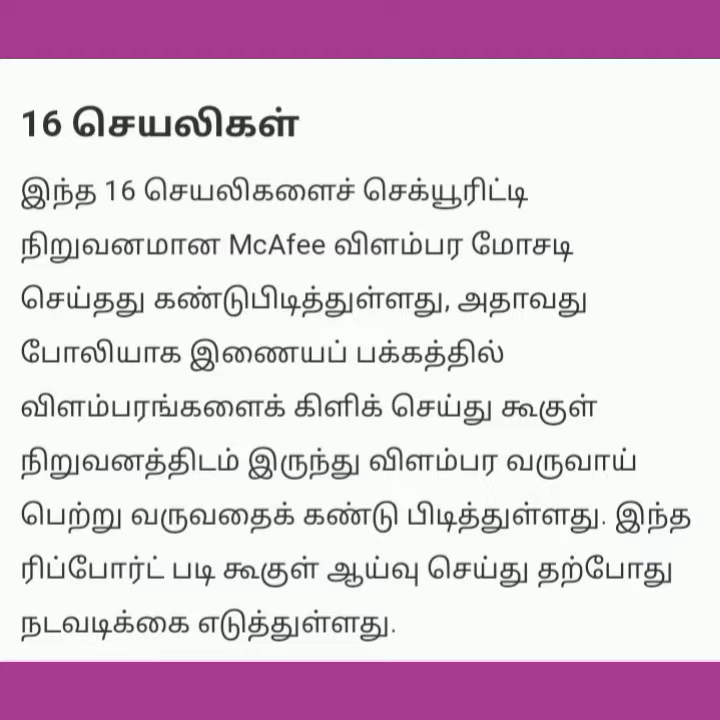 16 செயலிகள்
இந்த 16 செயலிகளைச் செக்யூரிட்டி
நிறுவனமான McAfee விளம்பர மோசடி
செய்தது கண்டுபிடித்துள்ளது, அதாவது
போலியாக இணையப் பக்கத்தில்
விளம்பரங்களைக் கிளிக் செய்து கூகுள்
நிறுவனத்திடம் இருந்து விளம்பர வருவாய்
பெற்று வருவதைக் கண்டு பிடித்துள்ளது. இந்த
ரிப்போர்ட் படி கூகுள் ஆய்வு செய்து தற்போது
நடவடிக்கை எடுத்துள்ளது.